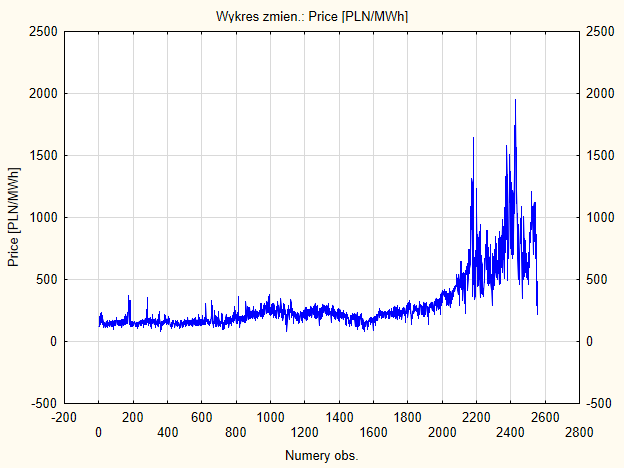 Wykres zmien.: Price [PLN/MWh]
2500 2500
2000 2000
1500 1500
1000 1000
500 500
0 0
-500 -500
Price [PLN/MWh]
-200 200 600 1000 1400 1800 2200 2600
0 400 800 1200 1600 2000 2400 2800
Numery obs.